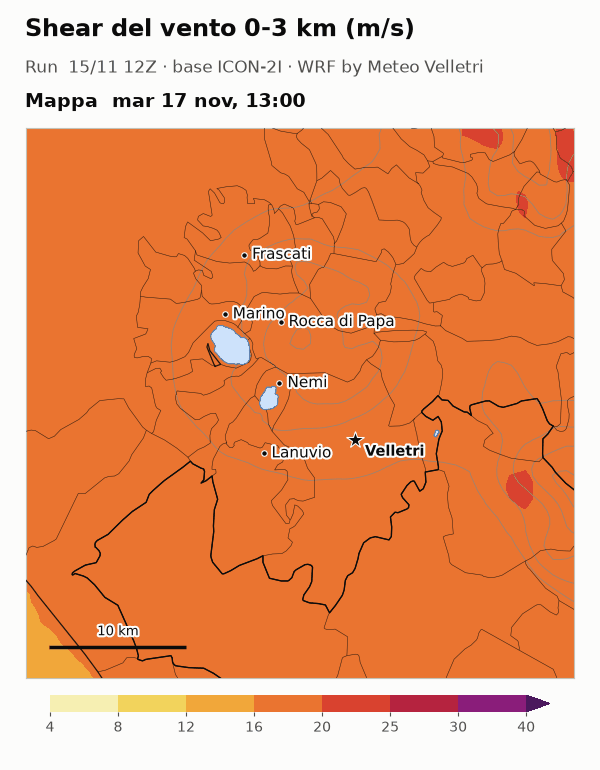 Shear del vento 0-3 km (m/s)
Run  15/11 12Z · base ICON-2I · WRF by Meteo Velletri
Mappa  mar 17 nov, 13:00
Frascati
Marino
Rocca di Papa
Nemi
Velletri
Lanuvio
10 km
4 8 12 16 20 25 30 40